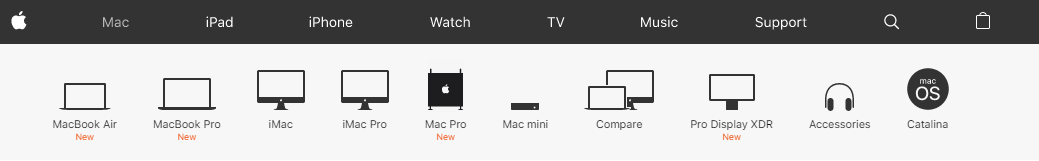 Mac iPad iPhone Watch TV Music Support
mac
OS
MacBook Air MacBook Pro iMac iMac Pro Mac Pro Mac mini Compare Pro Display XDR Accessories Catalina
New New New New